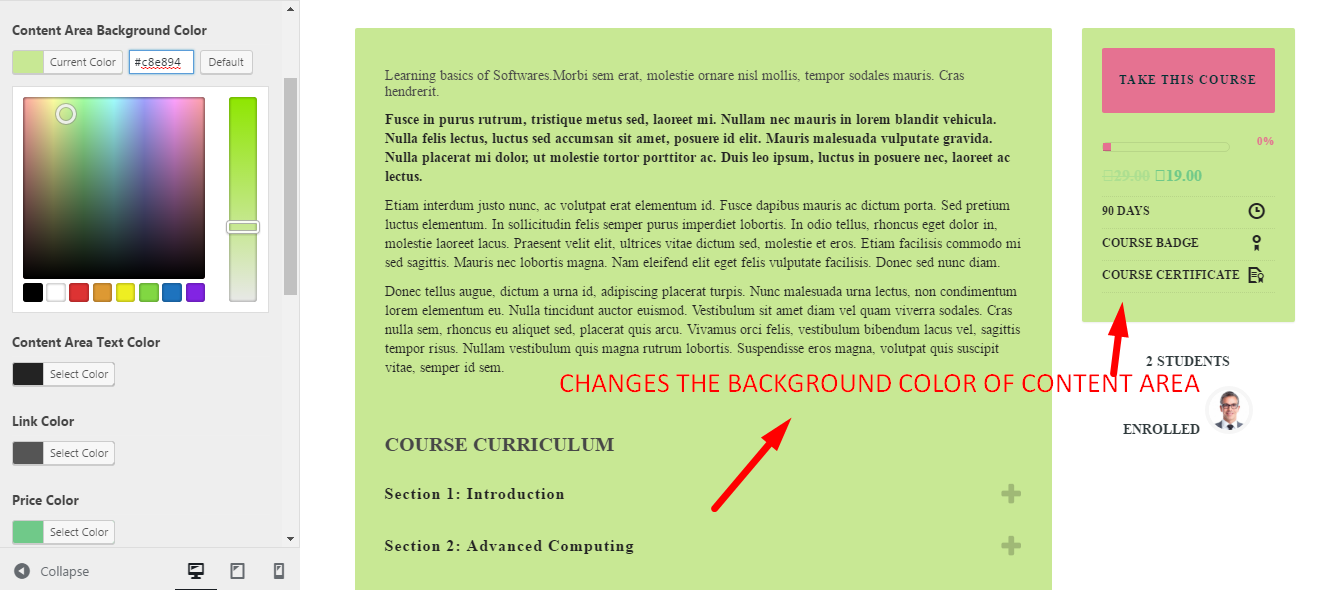 Content Area Background Color
Current Color
#c8e894
Default
Content Area Text Color
Select Color
Link Color
Select Color
Price Color
Select Color
Collapse
Learning basics of Softwares.Morbi sem erat, molestie ornare nisl mollis, tempor sodales mauris. Cras
hendrerit.
Fusce in purus rutrum, tristique metus sed, laoreet mi. Nullam nec mauris in lorem blandit vehicula.
Nulla felis lectus, luctus sed accumsan sit amet, posuere id elit. Mauris malesuada vulputate gravida.
Nulla placerat mi dolor, ut molestie tortor porttitor ac. Duis leo ipsum, luctus in posuere nec, laoreet ac
lectus.
Etiam interdum justo nunc, ac volutpat erat elementum id. Fusce dapibus mauris ac dictum porta. Sed pretium
luctus elementum. In sollicitudin felis semper purus imperdiet lobortis. In odio tellus, rhoncus eget dolor in,
molestie laoreet lacus. Praesent velit elit, ultrices vitae dictum sed, molestie et eros. Etiam facilisis commodo mi
sed sagittis. Mauris nec lobortis magna. Nam eleifend elit eget felis vulputate facilisis. Donec sed nunc diam.
Donec tellus augue, dictum a urna id, adipiscing placerat turpis. Nunc malesuada urna lectus, non condimentum
lorem elementum eu. Nulla tincidunt auctor euismod. Vestibulum sit amet diam vel quam viverra sodales. Cras
nulla sem, rhoncus eu aliquet sed, placerat quis arcu. Vivamus orci felis, vestibulum bibendum lacus vel, sagittis
tempor risus. Nullam vestibulum quis magna rutrum lobortis. Suspendisse eros magna, volutpat quis suscipit
vitae, semper id sem.
CHANGES THE BACKGROUND COLOR OF CONTENT AREA
COURSE CURRICULUM
Section 1: Introduction
Section 2: Advanced Computing
TAKE THIS COURSE
0%
29.00 19.00
90 DAYS
COURSE BADGE
COURSE CERTIFICATE
2 STUDENTS
ENROLLED